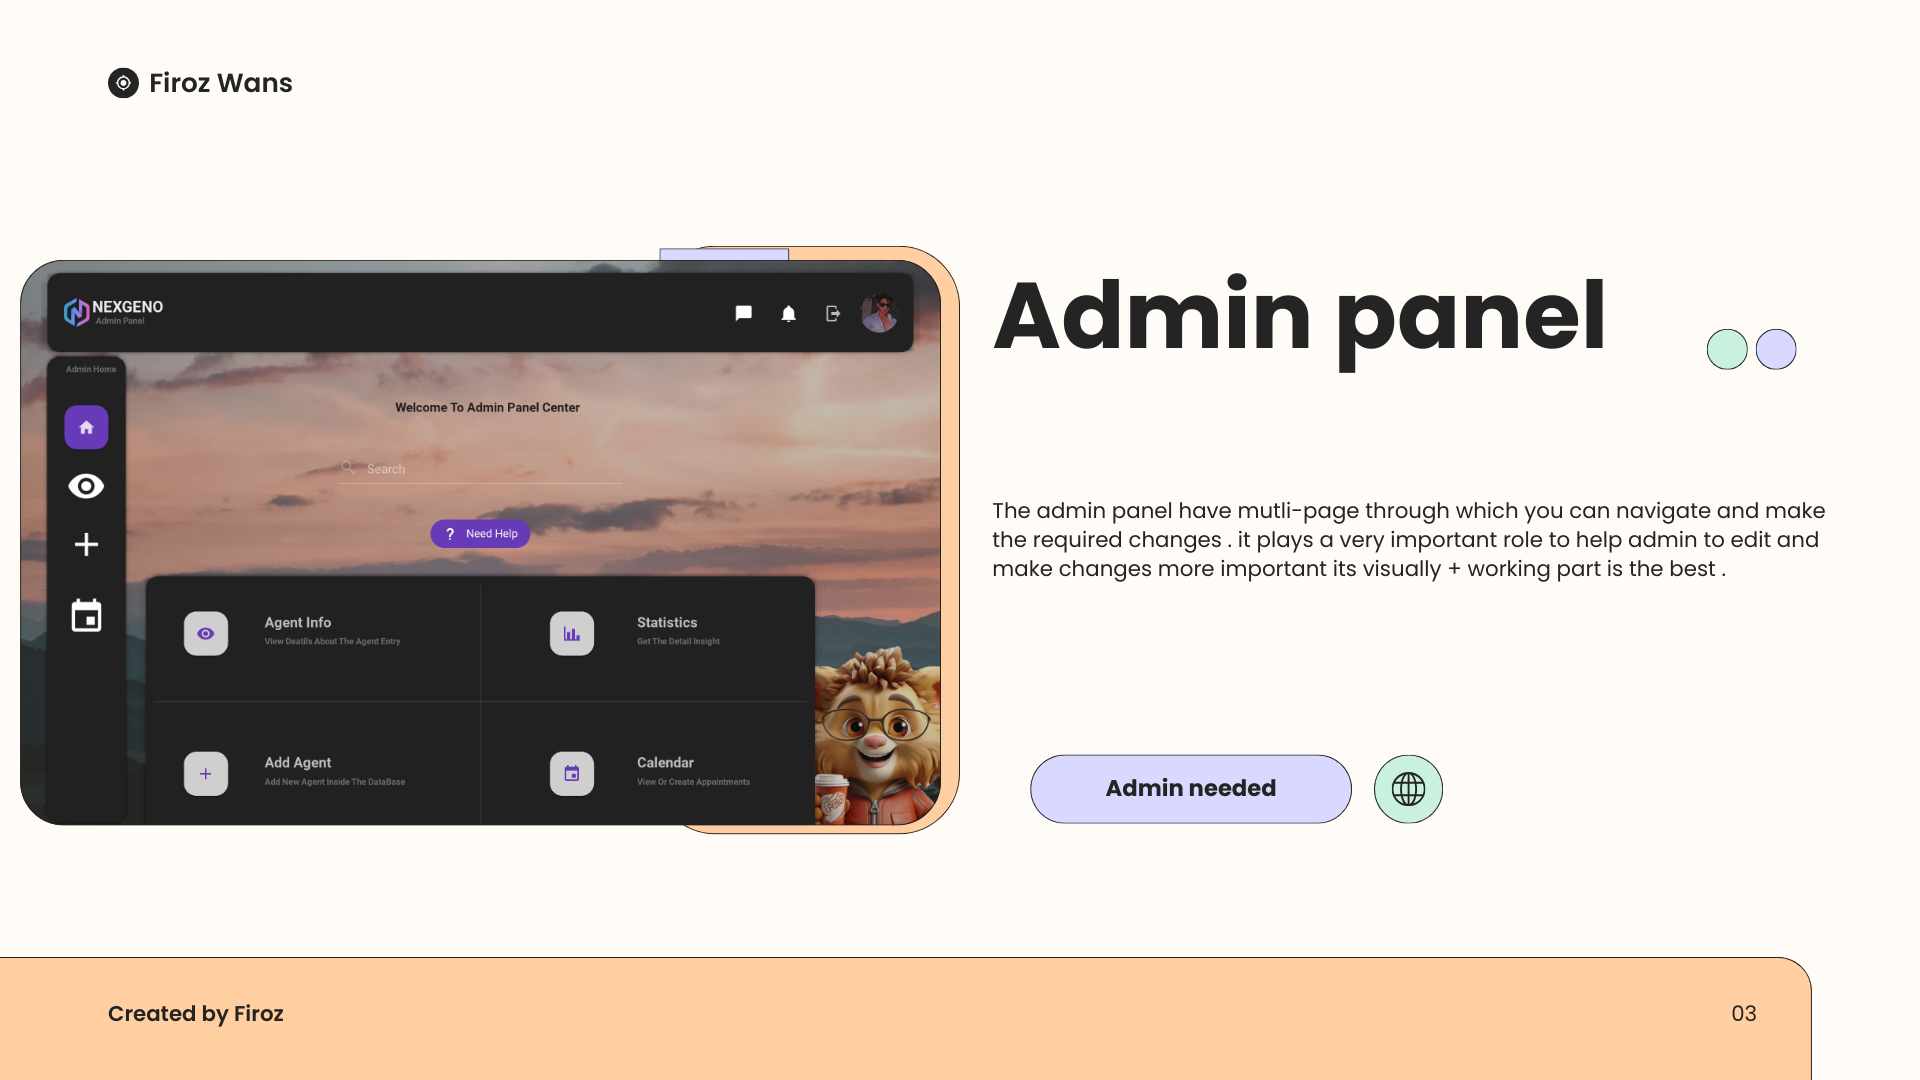 Firoz Wans
NEXGENO
Admin Panel
Admin Home
Welcome To Admin Panel Center
Search
? Need Help
Agent Info
View Deatils About The Agent Entry
Statistics
Get The Detail Insight
Add Agent
Add New Agent Inside The DataBase
Calendar
View Or Create Appointments
Admin panel
The admin panel have mutli-page through which you can navigate and make
the required changes . it plays a very important role to help admin to edit and
make changes more important its visually + working part is the best .
Admin needed
Created by Firoz
03